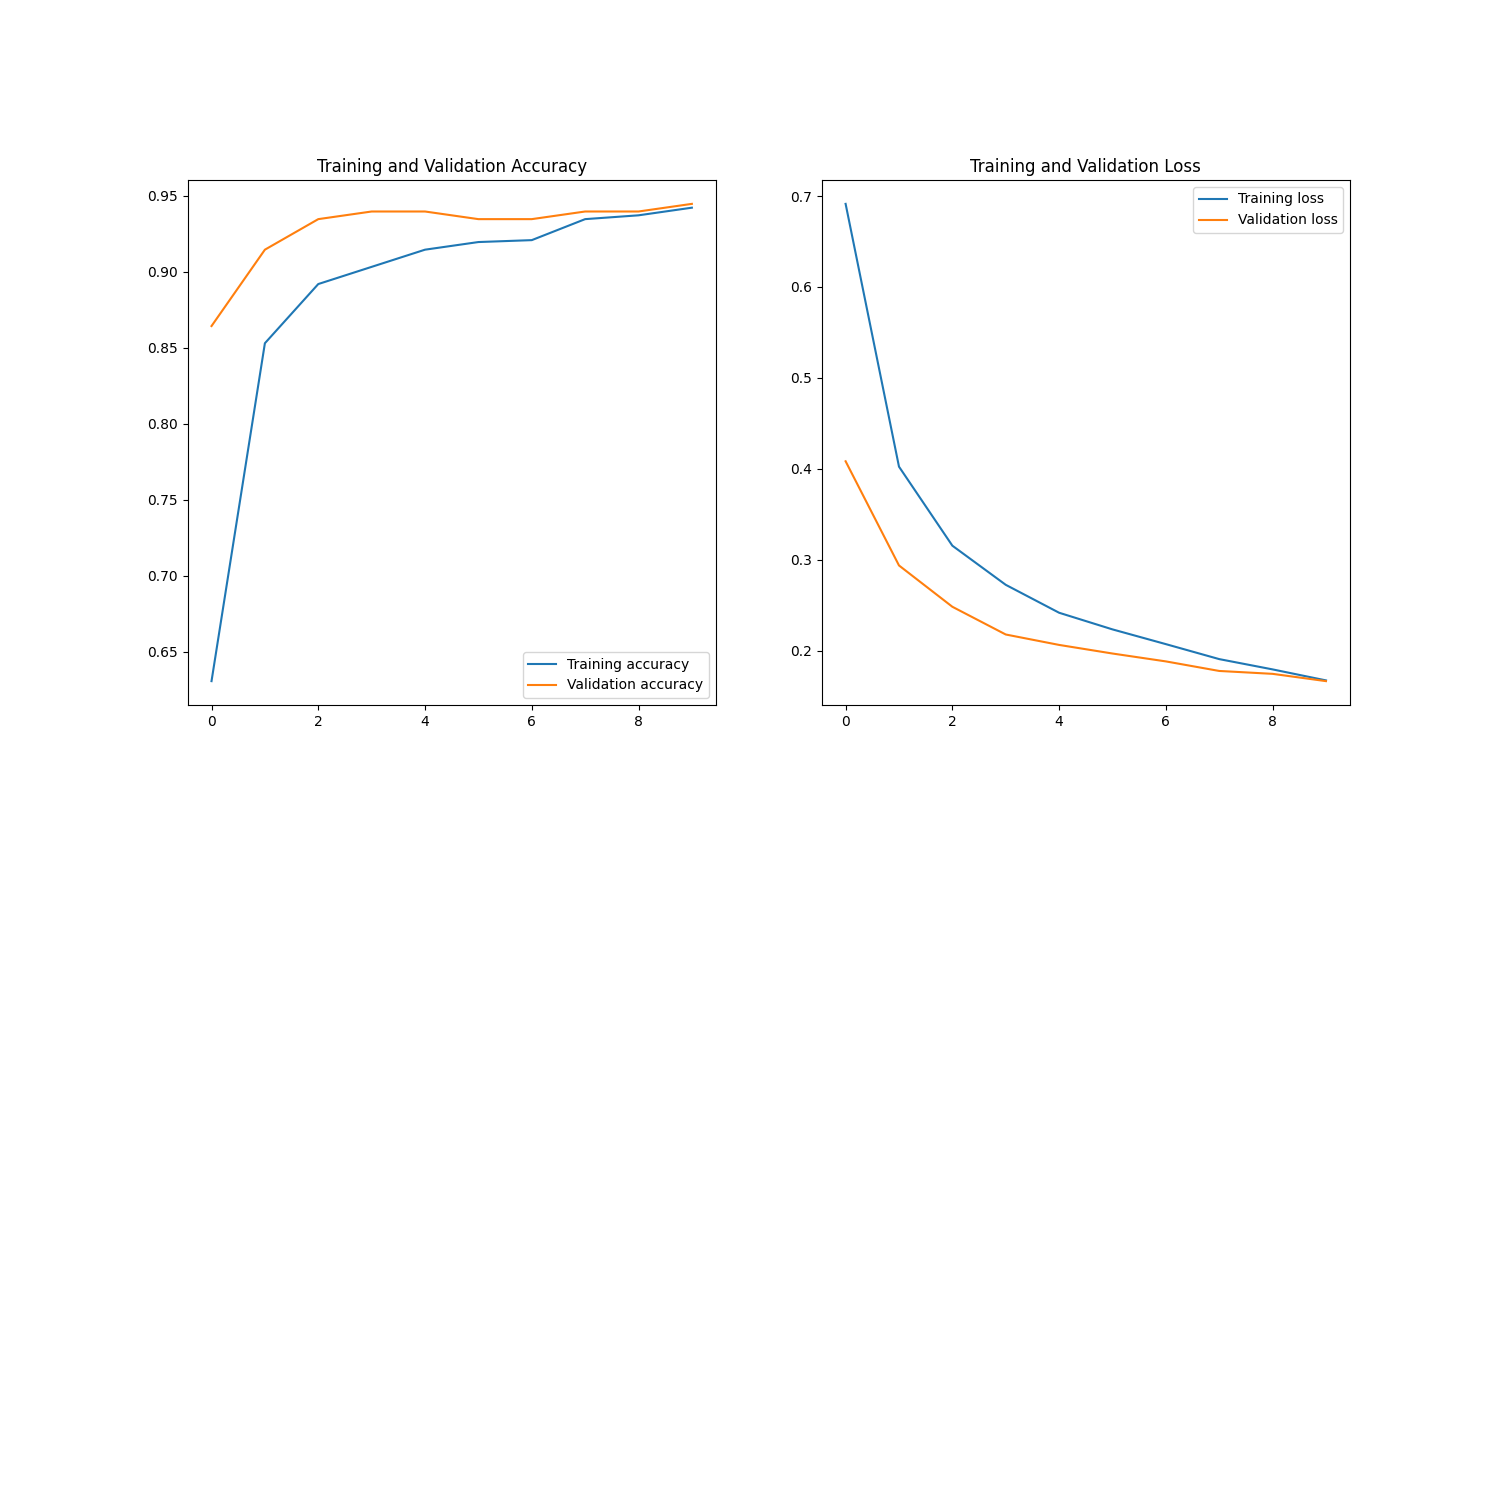 Training and Validation Accuracy
0.95
0.90
0.85
0.80
0.75
0.70
0.65
Training accuracy
Validation accuracy
0 2 4 6 8
Training and Validation Loss
0.7
0.6
0.5
0.4
0.3
0.2
Training loss
Validation loss
0 2 4 6 8